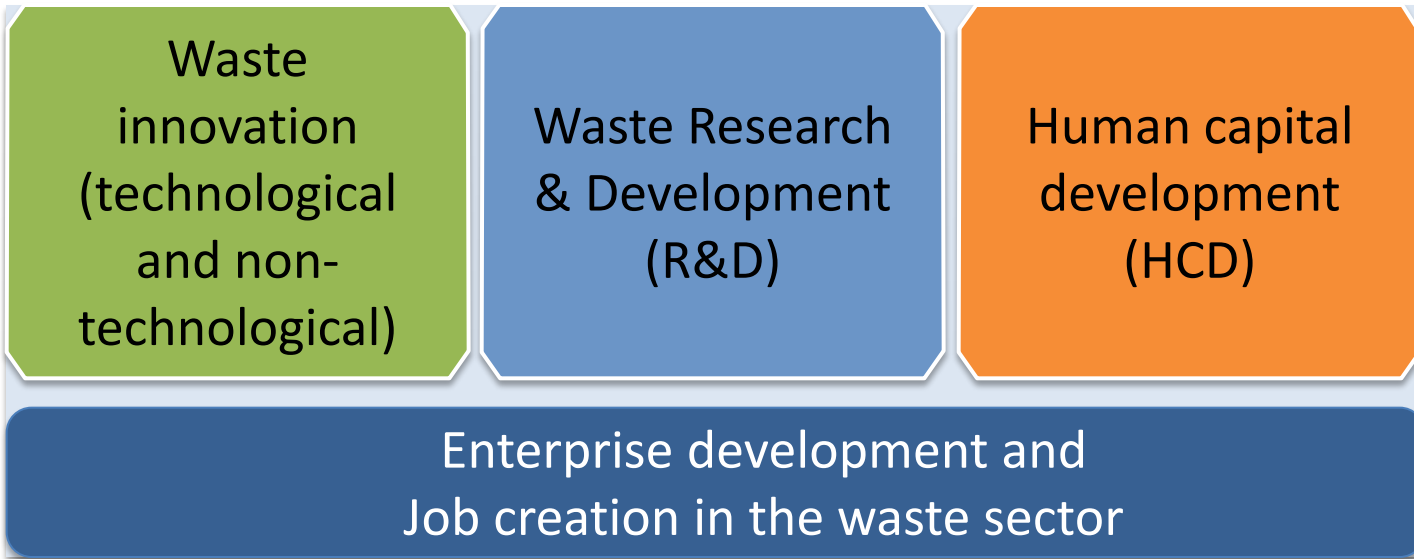 Waste
innovation
(technological
and non-
technological)
Waste Research
& Development
(R&D)
Human capital
development
(HCD)
Enterprise development and
Job creation in the waste sector